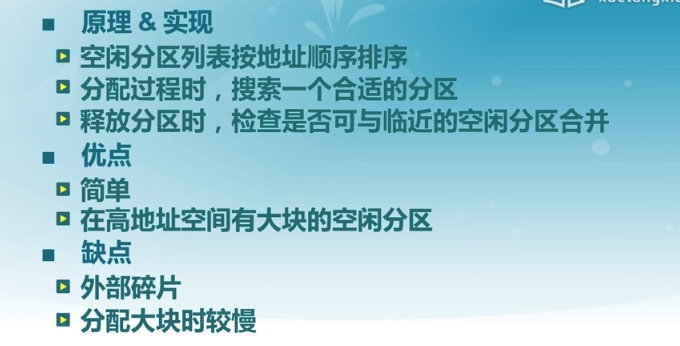 原理 & 实现
空闲分区列表按地址顺序排序
分配过程时，搜索一个合适的分区
释放分区时，检查是否可与临近的空闲分区合并
优点
简单
在高地址空间有大块的空闲分区
缺点
外部碎片
分配大块时较慢